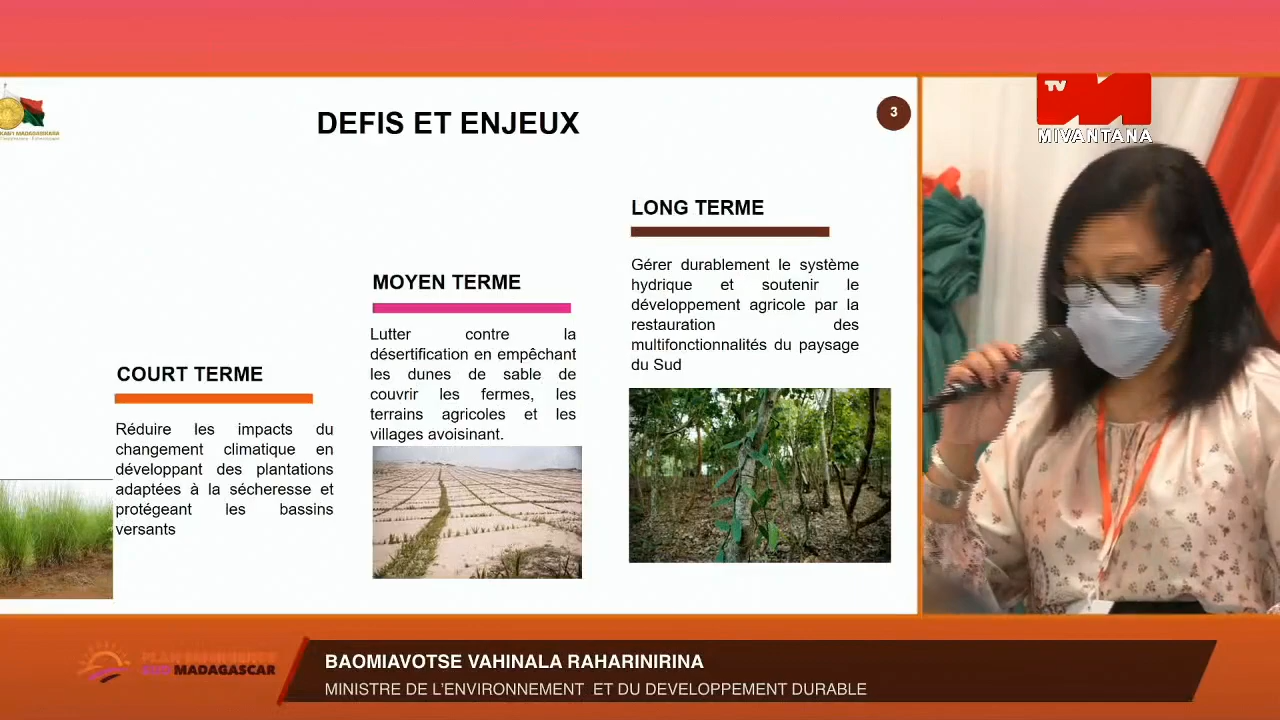 DEFIS ET ENJEUX
3
TV
MIVANTANA
LONG TERME
Gérer durablement le système
hydrique et soutenir le
développement agricole par la
restauration des
multifonctionnalités du paysage
du Sud
MOYEN TERME
Lutter contre la
désertification en empêchant
les dunes de sable de
couvrir les fermes, les
terrains agricoles et les
villages avoisinant.
COURT TERME
Réduire les impacts du
changement climatique en
développant des plantations
adaptées à la sécheresse et
protégeant les bassins
versants
MADAGASCAR
BAOMIAVOTSE VAHINALA RAHARINIRINA
MINISTRE DE L'ENVIRONNEMENT ET DU DEVELOPPEMENT DURABLE